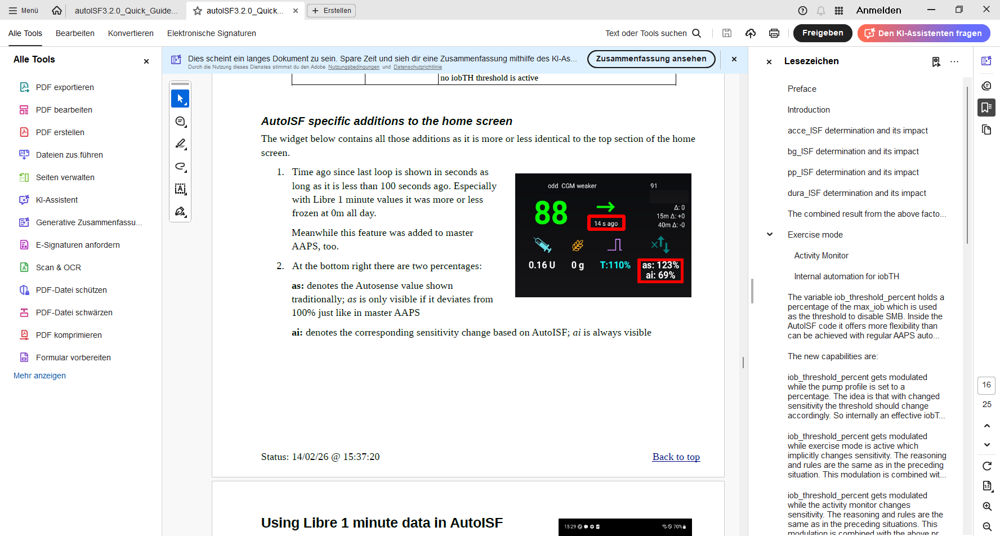 Menü
autoISF3.2.0_Quick_Guide...
autoISF3.2.0_Quick...
Erstellen
Anmelden
Alle Tools
Bearbeiten
Konvertieren
Elektronische Signaturen
Text oder Tools suchen
Freigeben
Den KI-Assistenten fragen
Alle Tools
PDF exportieren
PDF bearbeiten
PDF erstellen
Dateien zus.führen
Seiten verwalten
KI-Assistent
Generative Zusammenfassu...
E-Signaturen anfordern
Scan & OCR
PDF-Datei schützen
PDF-Datei schwärzen
PDF komprimieren
Formular vorbereiten
Mehr anzeigen
Dies scheint ein langes Dokument zu sein. Spare Zeit und sieh dir eine Zusammenfassung mithilfe des KI-As...
Durch die Nutzung dieses Dienstes stimmst du den Adobe Nutzungsbedingungen und Datenschutzrichtlinie
Zusammenfassung ansehen
no iobTH threshold is active
AutoISF specific additions to the home screen
The widget below contains all those additions as it is more or less identical to the top section of the home
screen.
1. Time ago since last loop is shown in seconds as
long as it is less than 100 seconds ago. Especially
with Libre 1 minute values it was more or less
frozen at 0m all day.
Meanwhile this feature was added to master
AAPS, too.
2. At the bottom right there are two percentages:
as: denotes the Autosense value shown
traditionally; as is only visible if it deviates from
100% just like in master AAPS
ai: denotes the corresponding sensitivity change based on AutoISF; ai is always visible
odd CGM weaker
91
88
14 s ago
Δ: 0
15m Δ: +0
40m Δ: -0
0.16 U
0 g
T:110%
as: 123%
ai: 69%
Status: 14/02/26 @ 15:37:20
Back to top
Using Libre 1 minute data in AutoISF
15:29
70%
Lesezeichen
Preface
Introduction
acce_ISF determination and its impact
bg_ISF determination and its impact
pp_ISF determination and its impact
dura_ISF determination and its impact
The combined result from the above facto...
Exercise mode
Activity Monitor
Internal automation for iobTH
The variable iob_threshold_percent holds a
percentage of the max_iob which is used
as the threshold to disable SMB. Inside the
AutoISF code it offers more flexibility than
can be achieved with regular AAPS auto...
The new capabilities are:
iob_threshold_percent gets modulated
while the pump profile is set to a
percentage. The idea is that with changed
sensitivity the threshold should change
accordingly. So internally an effective iobT...
iob_threshold_percent gets modulated
while exercise mode is active which
implicitly changes sensitivity. The reasoning
and rules are the same as in the preceding
situation. This modulation is combined wit...
iob_threshold_percent gets modulated
while the activity monitor changes
sensitivity. The reasoning and rules are the
same as in the preceding situations. This
modulation is combined with the above pr...
16
25